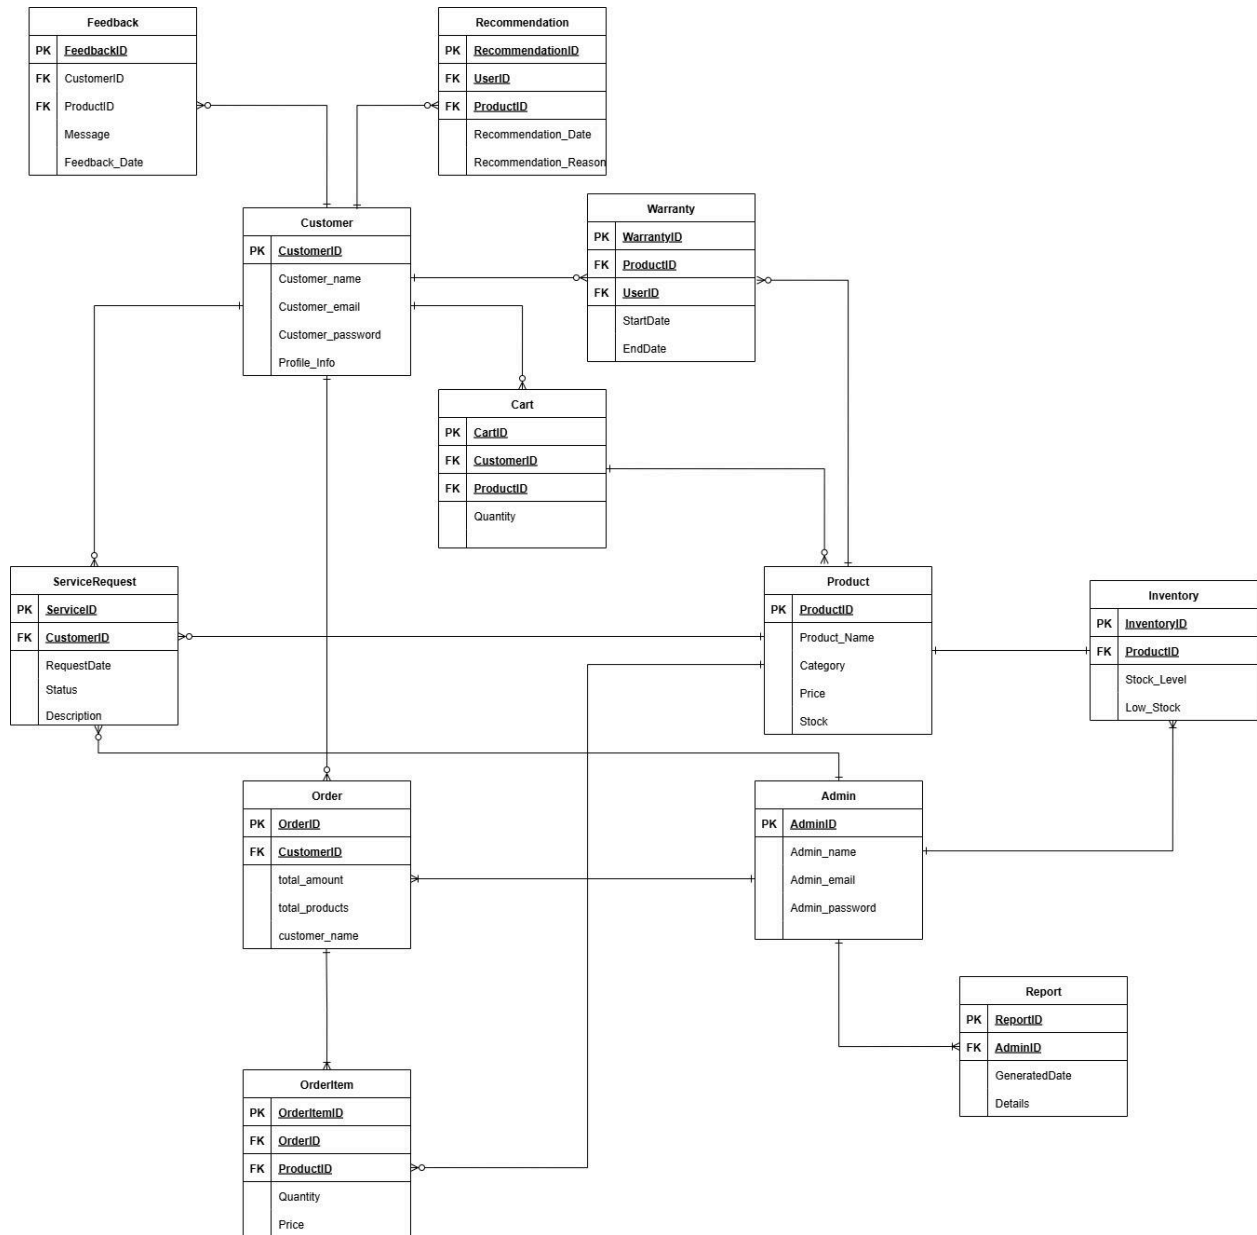 Feedback
PK FeedbackID
FK CustomerID
FK ProductID
Message
Feedback_Date
Recommendation
PK RecommendationID
FK UserID
FK ProductID
Recommendation_Date
Recommendation_Reason
Customer
PK CustomerID
Customer_name
Customer_email
Customer_password
Profile_Info
Warranty
PK WarrantyID
FK ProductID
FK UserID
StartDate
EndDate
Cart
PK CartID
FK CustomerID
FK ProductID
Quantity
ServiceRequest
PK ServiceID
FK CustomerID
RequestDate
Status
Description
Product
PK ProductID
Product_Name
Category
Price
Stock
Inventory
PK InventoryID
FK ProductID
Stock_Level
Low_Stock
Order
PK OrderID
FK CustomerID
total_amount
total_products
customer_name
Admin
PK AdminID
Admin_name
Admin_email
Admin_password
Report
PK ReportID
FK AdminID
GeneratedDate
Details
OrderItem
PK OrderItemID
FK OrderID
FK ProductID
Quantity
Price